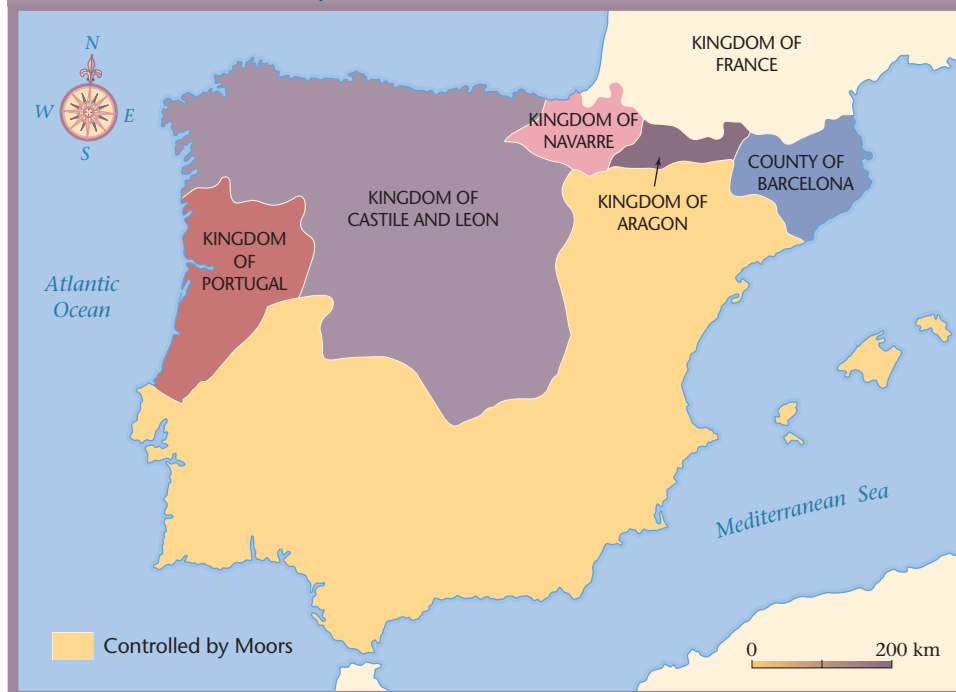 N
W
E
S
KINGDOM OF
FRANCE
KINGDOM OF
NAVARRE
COUNTY OF
BARCELONA
KINGDOM OF
CASTILE AND LEON
KINGDOM OF
ARAGON
KINGDOM
OF
PORTUGAL
Atlantic
Ocean
Mediterranean Sea
Controlled by Moors
0
200 km